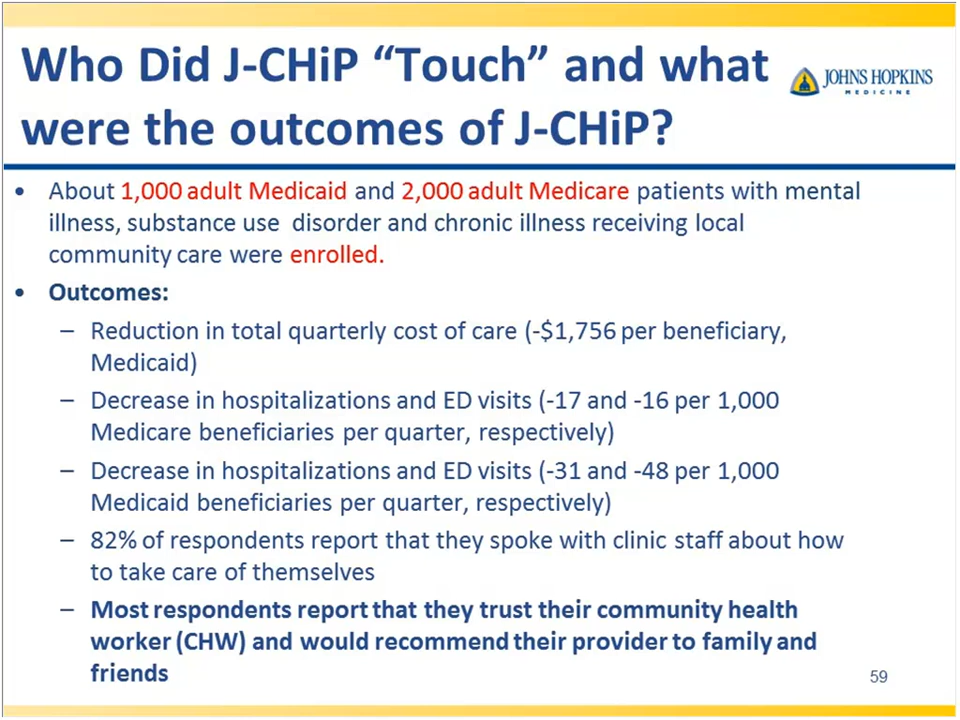 Who Did J-CHiP “Touch” and what
were the outcomes of J-CHiP?
JOHNS HOPKINS
MEDICINE
• About 1,000 adult Medicaid and 2,000 adult Medicare patients with mental
illness, substance use disorder and chronic illness receiving local
community care were enrolled.
• Outcomes:
– Reduction in total quarterly cost of care (-$1,756 per beneficiary,
Medicaid)
– Decrease in hospitalizations and ED visits (-17 and -16 per 1,000
Medicare beneficiaries per quarter, respectively)
– Decrease in hospitalizations and ED visits (-31 and -48 per 1,000
Medicaid beneficiaries per quarter, respectively)
– 82% of respondents report that they spoke with clinic staff about how
to take care of themselves
– Most respondents report that they trust their community health
worker (CHW) and would recommend their provider to family and
friends
59